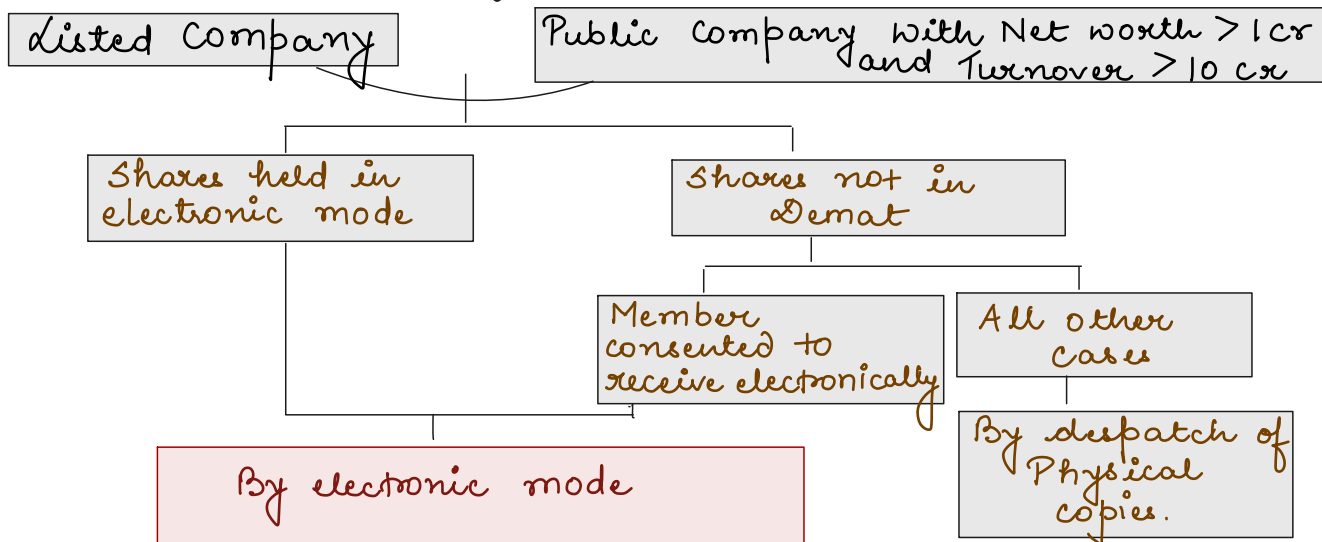 Listed Company
Public Company with Net worth > 1 cr
and Turnover > 10 cr
Shares held in
electronic mode
Shares not in
Demat
Member
consented to
receive electronically
All other
cases
By electronic mode
By despatch of
Physical
copies.